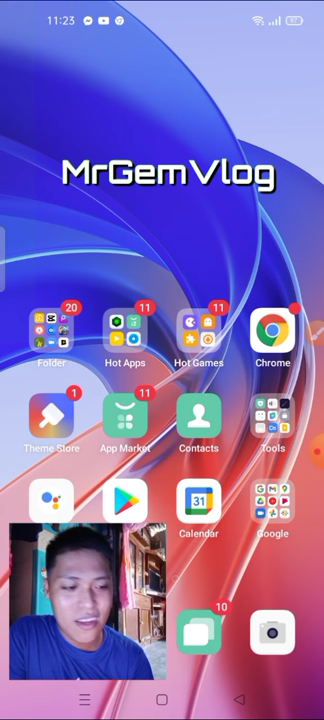 11:23
67
MrGemVlog
20
11
11
Folder
Hot Apps
Hot Games
Chrome
1
11
Theme Store
App Market
Contacts
Tools
31
Calendar
Google
10